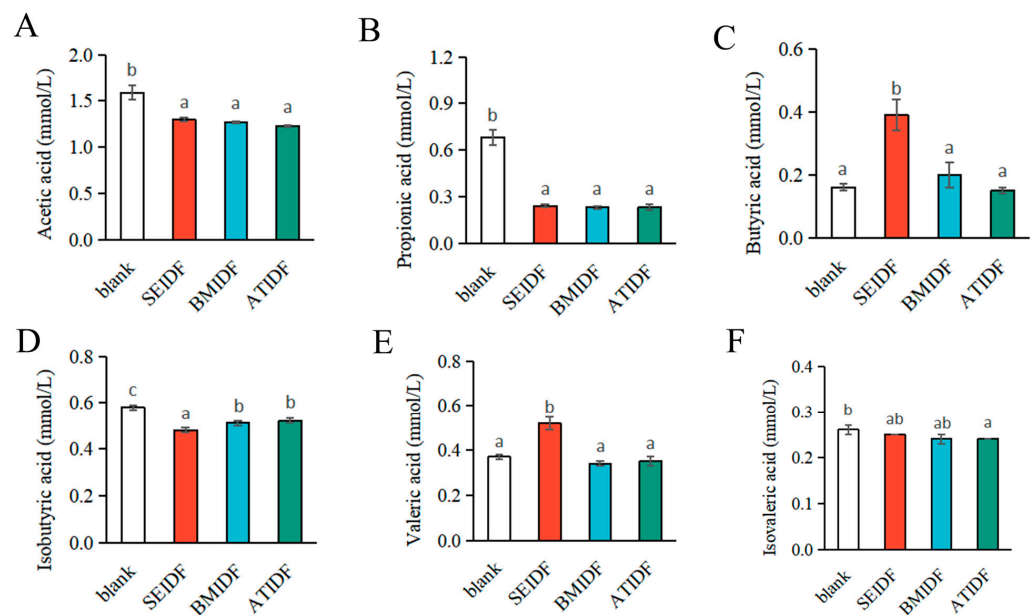 A
Acetic acid (mmol/L)
2.0
1.5
1.0
0.5
0.0
b
a
a
a
blank
SEIDF
BMIDF
ATIDF
B
Propionic acid (mmol/L)
1.2
0.9
0.6
0.3
0.0
b
a
a
a
blank
SEIDF
BMIDF
ATIDF
C
Butyric acid (mmol/L)
0.6
0.4
0.2
0.0
a
b
a
a
blank
SEIDF
BMIDF
ATIDF
D
Isobutyric acid (mmol/L)
0.8
0.6
0.4
0.2
0.0
c
a
b
b
blank
SEIDF
BMIDF
ATIDF
E
Valeric acid (mmol/L)
0.8
0.6
0.4
0.2
0.0
a
b
a
a
blank
SEIDF
BMIDF
ATIDF
F
Isovaleric acid (mmol/L)
0.4
0.3
0.2
0.1
0.0
b
ab
ab
a
blank
SEIDF
BMIDF
ATIDF